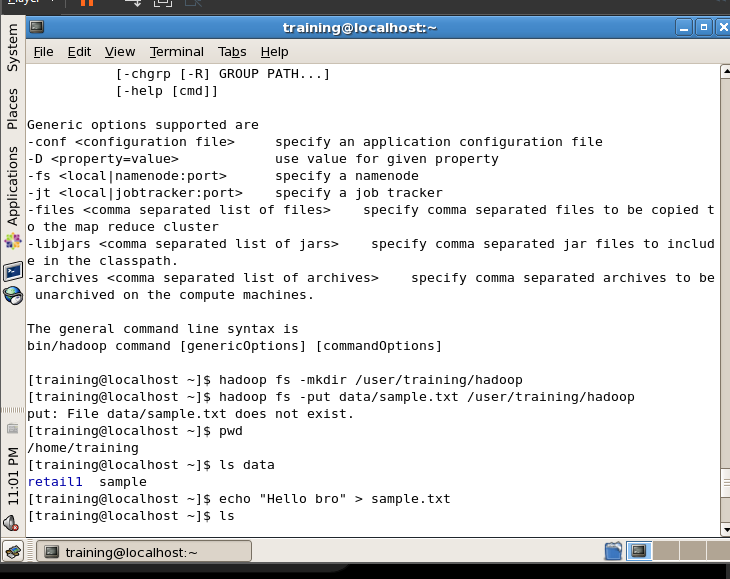 training@localhost:~
File Edit View Terminal Tabs Help
[-chgrp [-R] GROUP PATH...]
[-help [cmd]]
Generic options supported are
-conf <configuration file>     specify an application configuration file
-D <property=value>            use value for given property
-fs <local|namenode:port>      specify a namenode
-jt <local|jobtracker:port>    specify a job tracker
-files <comma separated list of files>    specify comma separated files to be copied t
o the map reduce cluster
-libjars <comma separated list of jars>    specify comma separated jar files to includ
e in the classpath.
-archives <comma separated list of archives>    specify comma separated archives to be
 unarchived on the compute machines.
The general command line syntax is
bin/hadoop command [genericOptions] [commandOptions]
[training@localhost ~]$ hadoop fs -mkdir /user/training/hadoop
[training@localhost ~]$ hadoop fs -put data/sample.txt /user/training/hadoop
put: File data/sample.txt does not exist.
[training@localhost ~]$ pwd
/home/training
[training@localhost ~]$ ls data
retail1  sample
[training@localhost ~]$ echo "Hello bro" > sample.txt
[training@localhost ~]$ ls
Applications Places System
11:01 PM
training@localhost:~